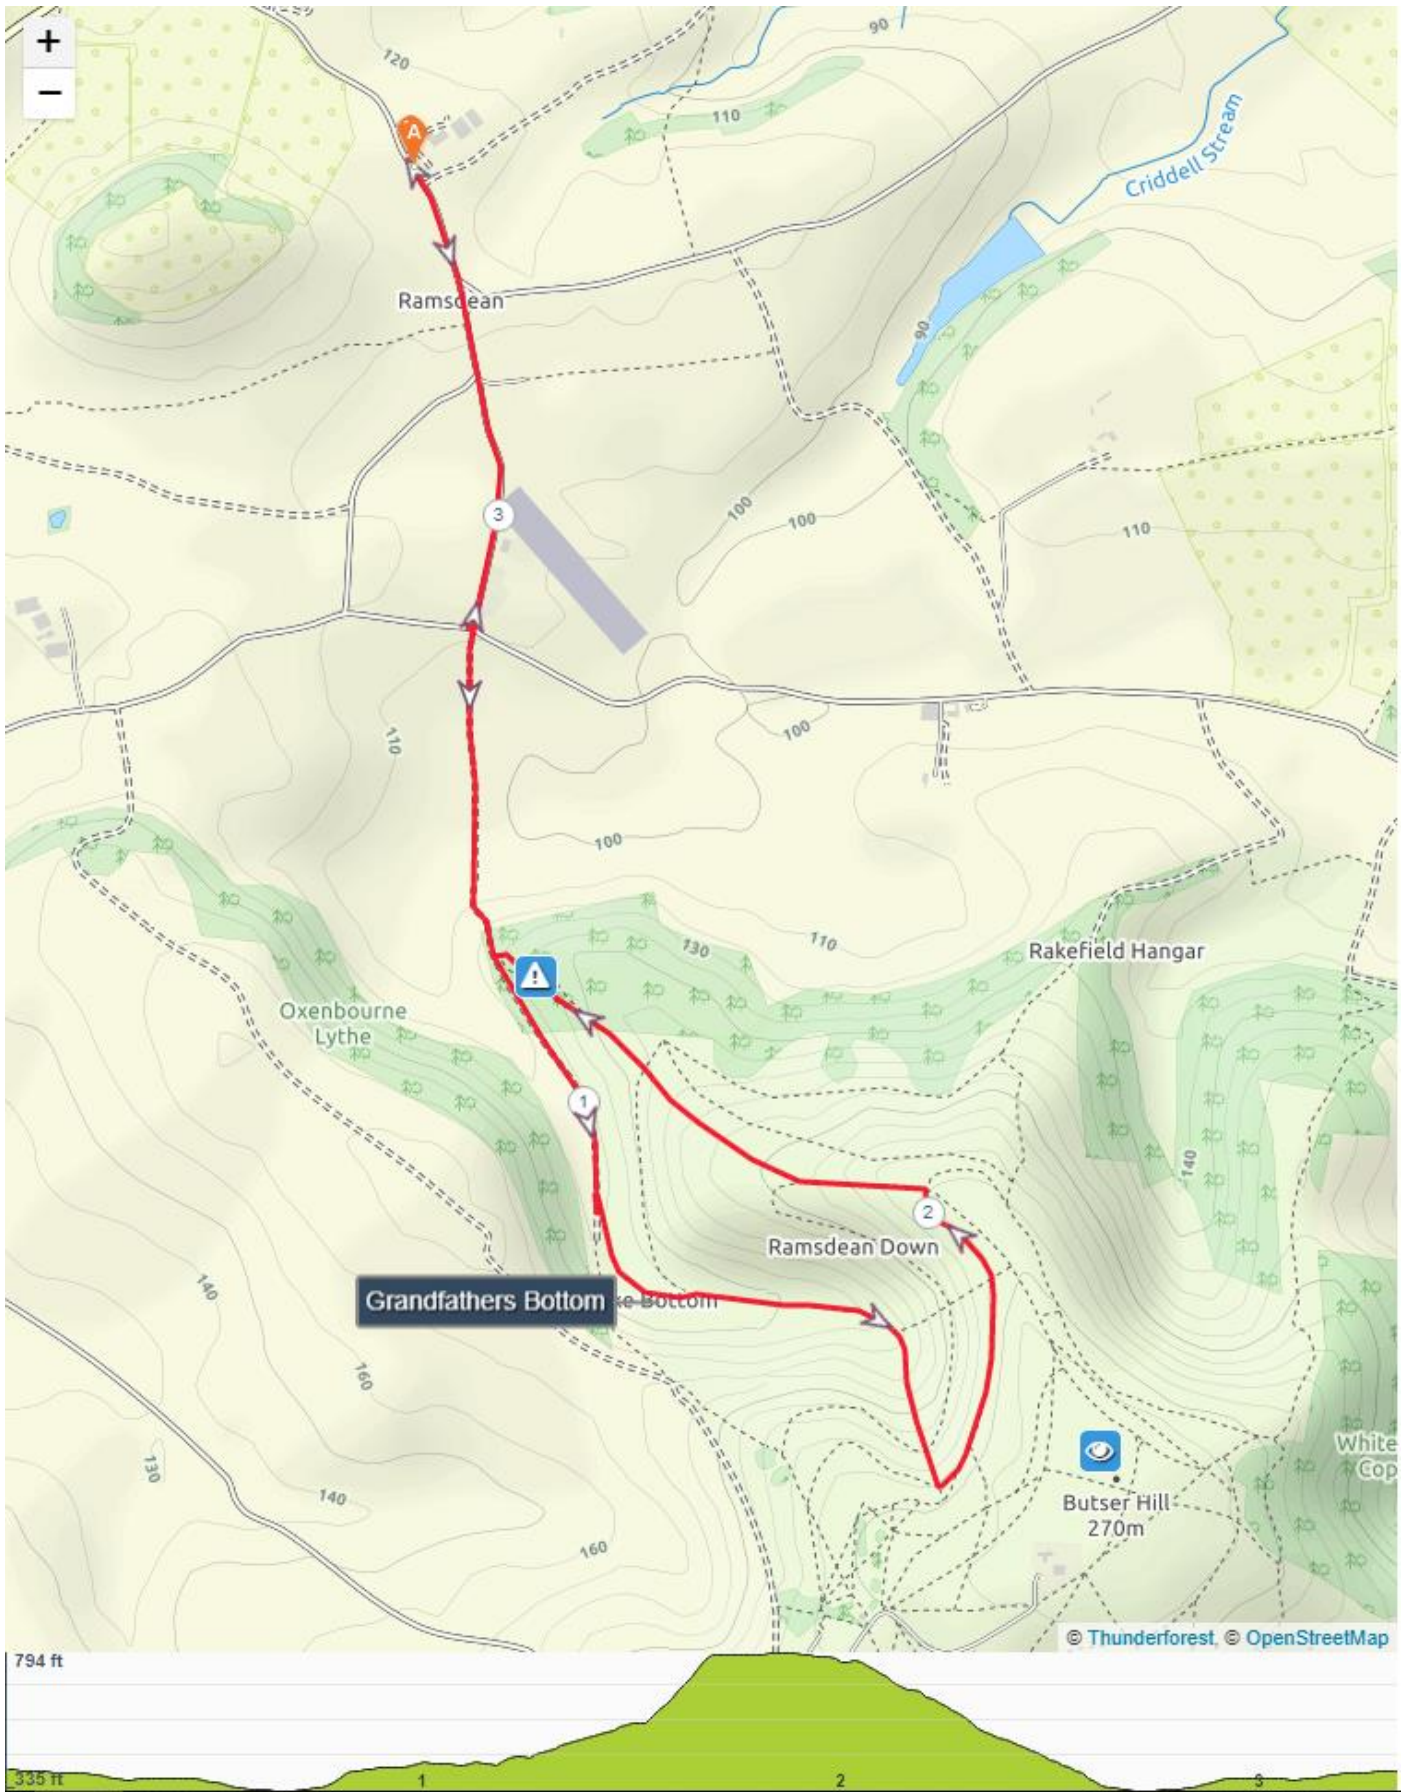 +
−
120
A
90
110
Criddell Stream
Ramsdean
90
3
100
100
110
110
100
100
130
110
Rakefield Hangar
Oxenbourne
Lythe
1
140
2
Ramsdean Down
140
Grandfathers Bottom
ke Bottom
160
White
Cop
130
140
Butser Hill
270m
160
© Thunderforest, © OpenStreetMap
794 ft
335 ft
1
2
3